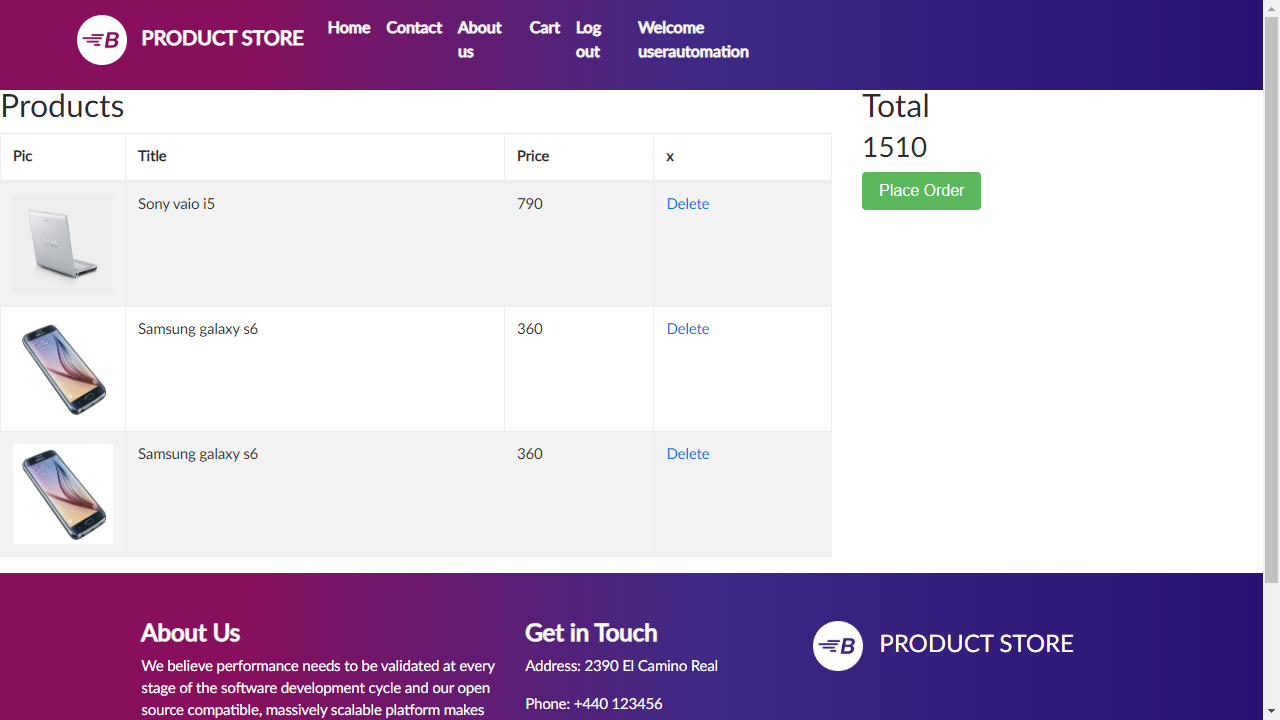 PRODUCT STORE
Home Contact About us Cart Log out Welcome userautomation
Products
Pic Title Price x
Sony vaio i5 790 Delete
Samsung galaxy s6 360 Delete
Samsung galaxy s6 360 Delete
Total
1510
Place Order
About Us
We believe performance needs to be validated at every
stage of the software development cycle and our open
source compatible, massively scalable platform makes
Get in Touch
Address: 2390 El Camino Real
Phone: +440 123456
B PRODUCT STORE